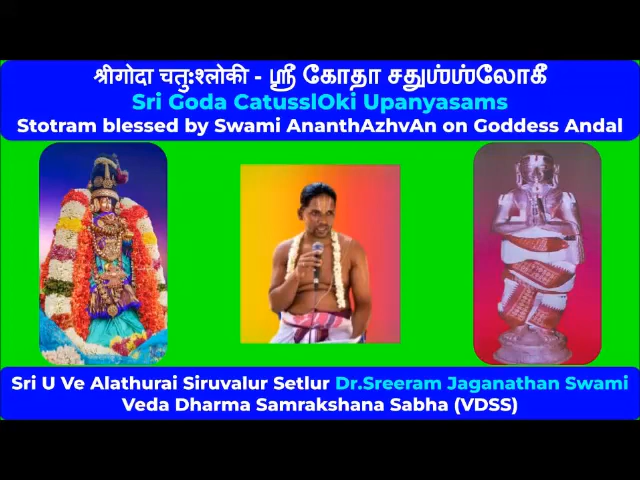 श्रीगोदा चतुःश्लोकी - ஸ்ரீ கோதா சதுஶ்ஶ்லோகீ
Sri Goda CatusslOki Upanyasams
Stotram blessed by Swami AnanthAzhvAn on Goddess Andal
Sri U Ve Alathurai Siruvalur Setlur Dr.Sreeram Jaganathan Swami
Veda Dharma Samrakshana Sabha (VDSS)